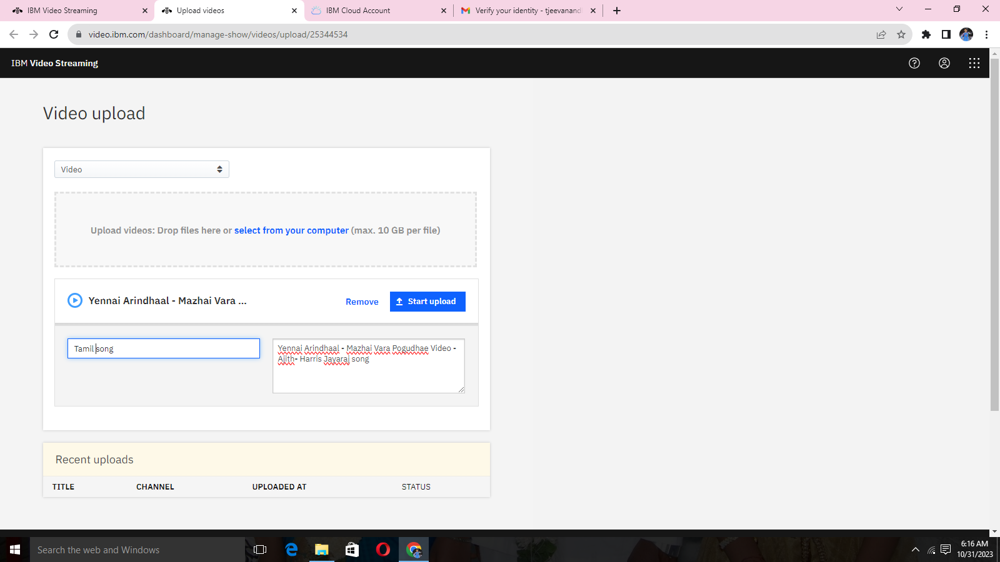 IBM Video Streaming
Upload videos
IBM Cloud Account
Verify your identity - tjeevanand
video.ibm.com/dashboard/manage-show/videos/upload/25344534
IBM Video Streaming
Video upload
Video
Upload videos: Drop files here or select from your computer (max. 10 GB per file)
Yennai Arindhaal - Mazhai Vara ...
Remove
Start upload
Tamil song
Yennai Arindhaal - Mazhai Vara Pogudhae Video -
Ajith- Harris Jayaraj song
Recent uploads
TITLE CHANNEL UPLOADED AT STATUS
Search the web and Windows
6:16 AM
10/31/2023